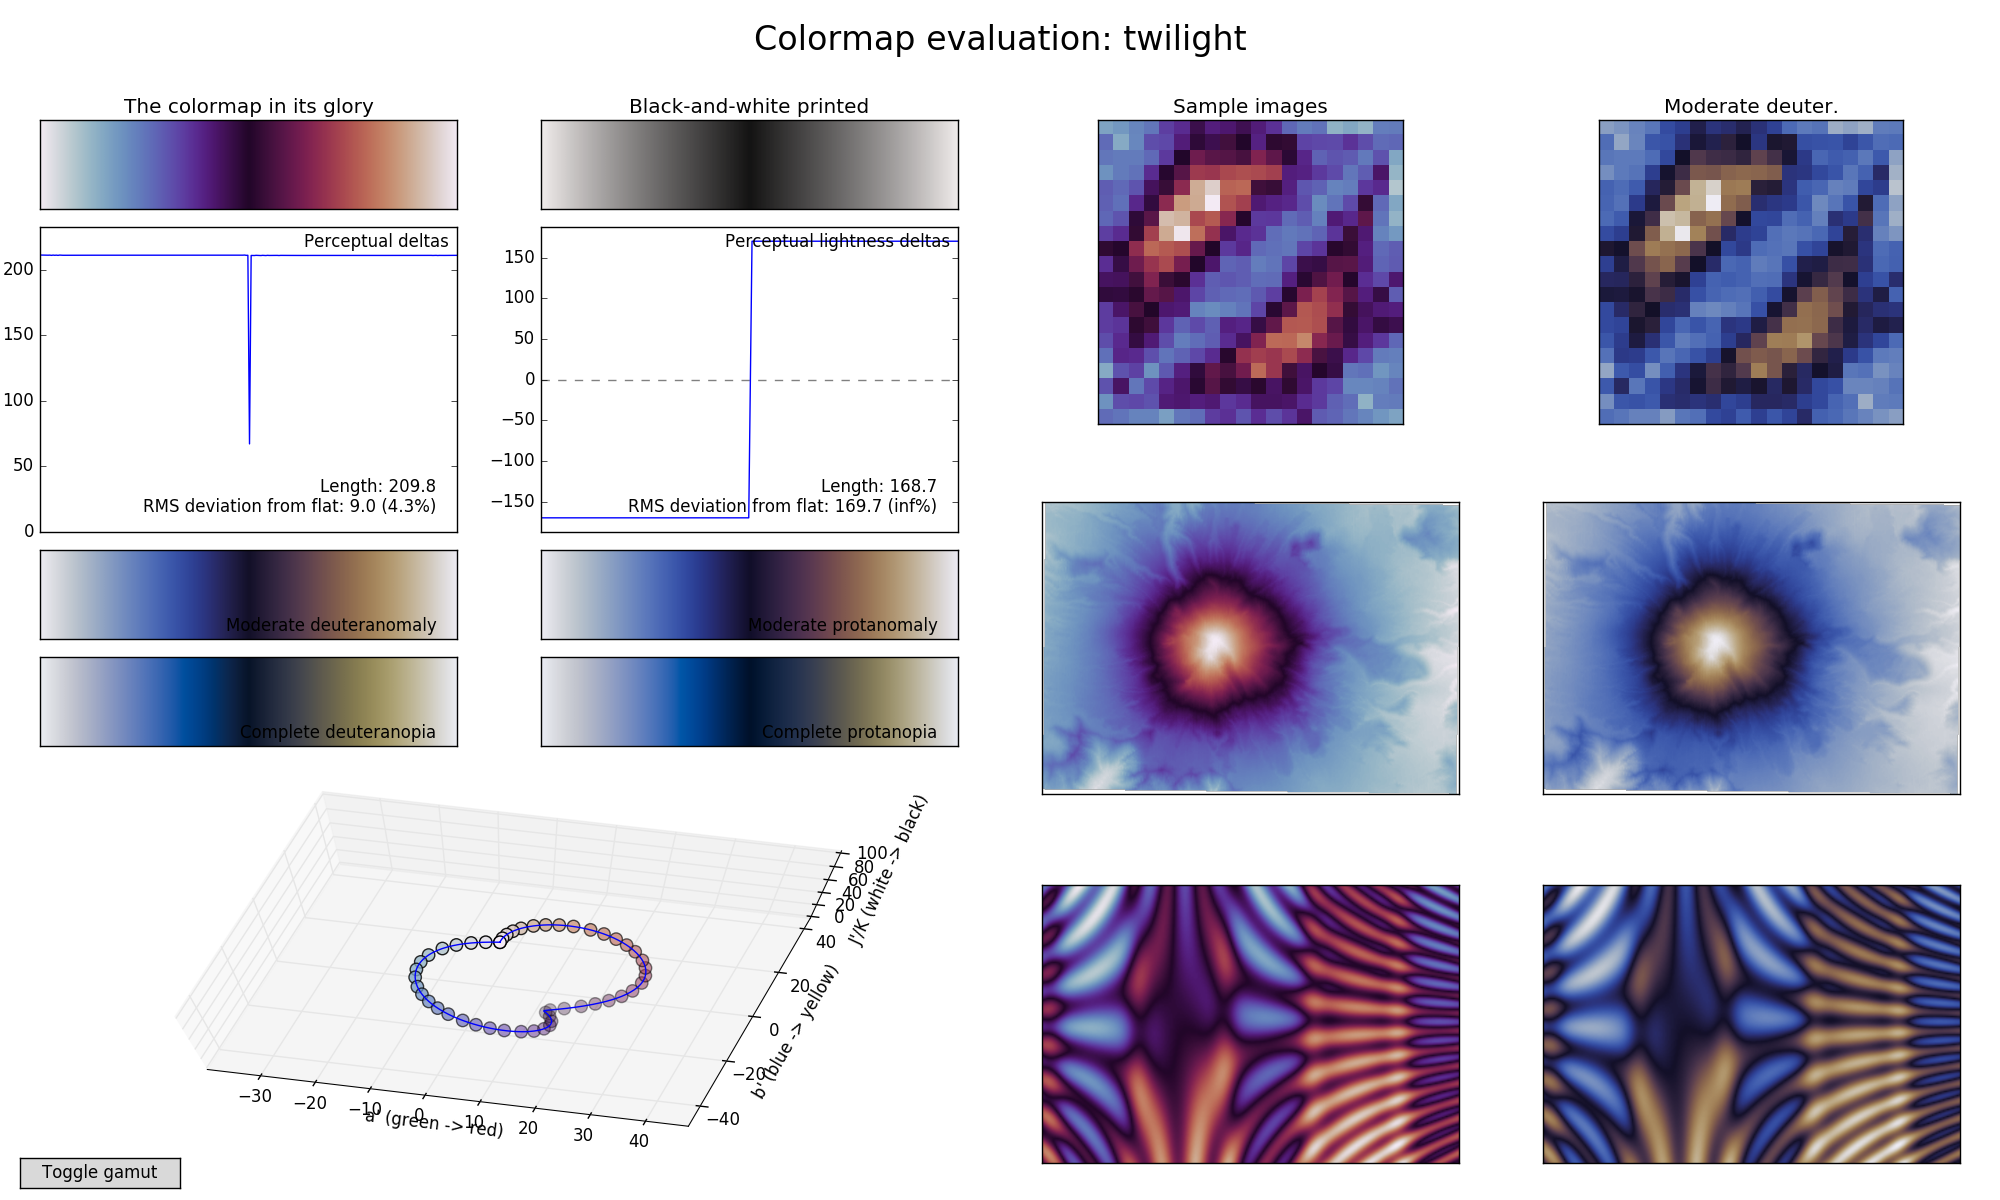 Colormap evaluation: twilight
The colormap in its glory
Black-and-white printed
Sample images
Moderate deuter.
Perceptual deltas
200
150
100
50
0
Length: 209.8
RMS deviation from flat: 9.0 (4.3%)
Perceptual lightness deltas
150
100
50
0
−50
−100
−150
Length: 168.7
RMS deviation from flat: 169.7 (inf%)
Moderate deuteranomaly
Moderate protanomaly
Complete deuteranopia
Complete protanopia
100
80
60
40
20
0
J'/K (white -> black)
40
20
0
−20
−40
b' (blue -> yellow)
−30
−20
−10
0
10
20
30
40
a' (green -> red)
Toggle gamut